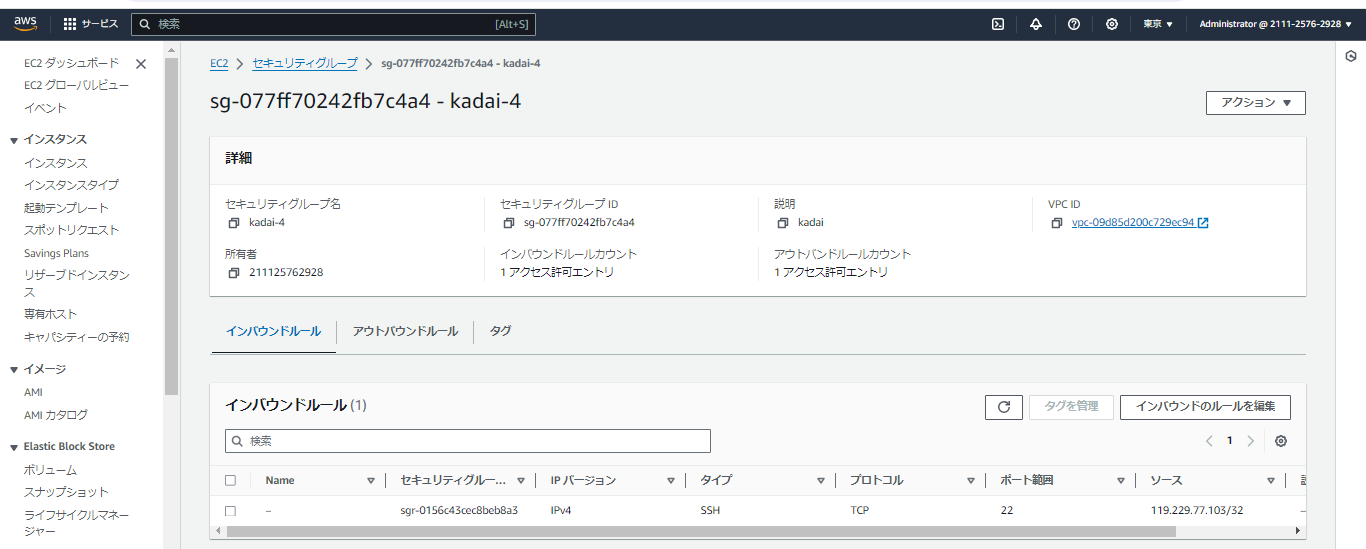 aws サービス 検索 [Alt+S] 東京 ▼ Administrator @ 2111-2576-2928 ▼
EC2 ダッシュボード
EC2 グローバルビュー
イベント
▼ インスタンス
インスタンス
インスタンスタイプ
起動テンプレート
スポットリクエスト
Savings Plans
リザーブドインスタン
ス
専有ホスト
キャパシティーの予約
▼ イメージ
AMI
AMI カタログ
▼ Elastic Block Store
ボリューム
スナップショット
ライフサイクルマネー
ジャー
EC2 > セキュリティグループ > sg-077ff70242fb7c4a4 - kadai-4
sg-077ff70242fb7c4a4 - kadai-4
アクション ▼
詳細
セキュリティグループ名
kadai-4
セキュリティグループ ID
sg-077ff70242fb7c4a4
説明
kadai
VPC ID
vpc-09d85d200c729ec94
所有者
211125762928
インバウンドルールカウント
1 アクセス許可エントリ
アウトバンドルールカウント
1 アクセス許可エントリ
インバウンドルール アウトバウンドルール タグ
インバウンドルール (1)
タグを管理 インバウンドのルールを編集
検索
1
Name セキュリティグルー... IP バージョン タイプ プロトコル ポート範囲 ソース
– sgr-0156c43cec8beb8a3 IPv4 SSH TCP 22 119.229.77.103/32 –